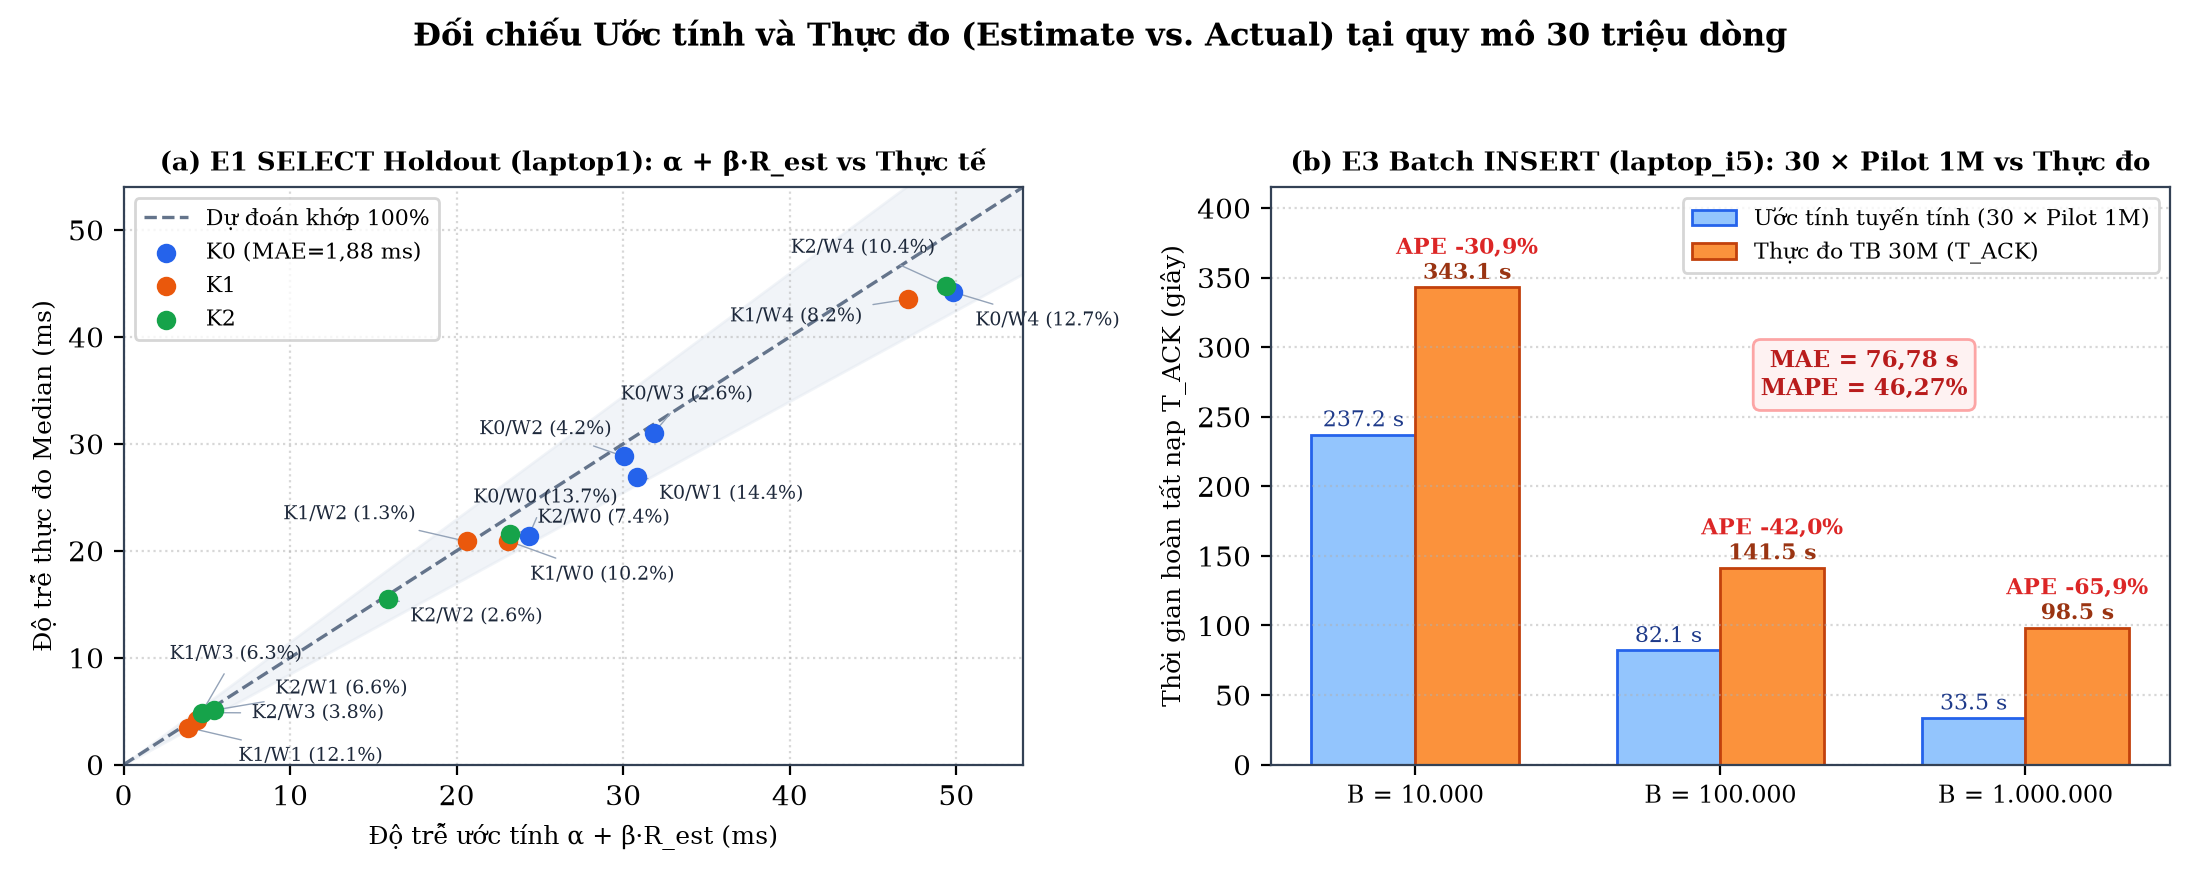 Đối chiếu Ước tính và Thực đo (Estimate vs. Actual) tại quy mô 30 triệu dòng
(a) E1 SELECT Holdout (laptop1): α + β·R_est vs Thực tế
Độ trễ thực đo Median (ms)
50
40
30
20
10
0
Dự đoán khớp 100%
K0 (MAE=1,88 ms)
K1
K2
K2/W4 (10.4%)
K1/W4 (8.2%)
K0/W4 (12.7%)
K0/W3 (2.6%)
K0/W2 (4.2%)
K0/W0 (13.7%)
K0/W1 (14.4%)
K1/W2 (1.3%)
K2/W0 (7.4%)
K1/W0 (10.2%)
K2/W2 (2.6%)
K1/W3 (6.3%)
K2/W1 (6.6%)
K2/W3 (3.8%)
K1/W1 (12.1%)
0 10 20 30 40 50
Độ trễ ước tính α + β·R_est (ms)
(b) E3 Batch INSERT (laptop_i5): 30 × Pilot 1M vs Thực đo
Thời gian hoàn tất nạp T_ACK (giây)
400
350
300
250
200
150
100
50
0
Ước tính tuyến tính (30 × Pilot 1M)
Thực đo TB 30M (T_ACK)
APE -30,9%
343.1 s
237.2 s
MAE = 76,78 s
MAPE = 46,27%
APE -42,0%
141.5 s
82.1 s
APE -65,9%
98.5 s
33.5 s
B = 10.000 B = 100.000 B = 1.000.000